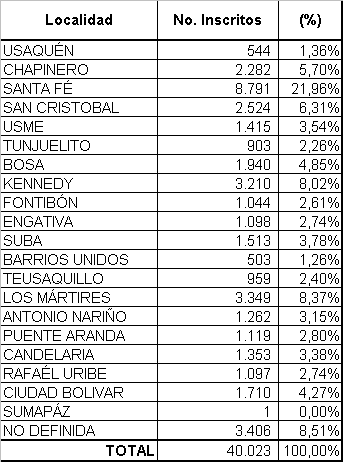 Localidad No. Inscritos (%)
USAQUÉN 544 1,36%
CHAPINERO 2.282 5,70%
SANTA FÉ 8.791 21,96%
SAN CRISTOBAL 2.524 6,31%
USME 1.415 3,54%
TUNJUELITO 903 2,26%
BOSA 1.940 4,85%
KENNEDY 3.210 8,02%
FONTIBÓN 1.044 2,61%
ENGATIVA 1.098 2,74%
SUBA 1.513 3,78%
BARRIOS UNIDOS 503 1,26%
TEUSAQUILLO 959 2,40%
LOS MÁRTIRES 3.349 8,37%
ANTONIO NARIÑO 1.262 3,15%
PUENTE ARANDA 1.119 2,80%
CANDELARIA 1.353 3,38%
RAFAÉL URIBE 1.097 2,74%
CIUDAD BOLIVAR 1.710 4,27%
SUMAPÁZ 1 0,00%
NO DEFINIDA 3.406 8,51%
TOTAL 40.023 100,00%